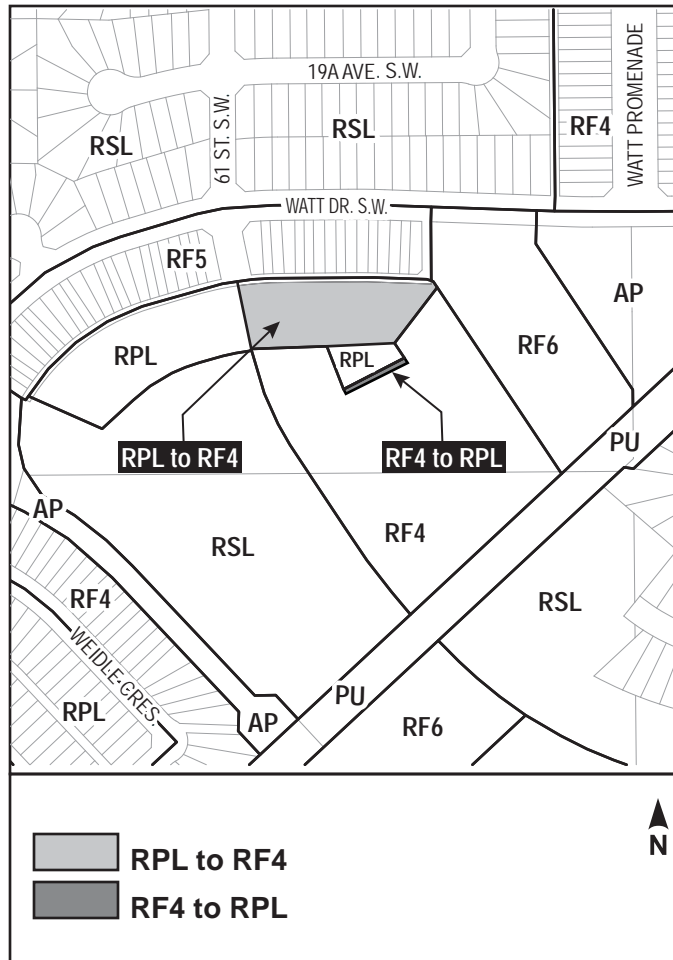 19A AVE. S.W.
WATT PROMENADE
61 ST. S.W.
RSL
RSL
RF4
WATT DR. S.W.
RF5
AP
RPL
RPL
RF6
RPL to RF4
RF4 to RPL
PU
AP
RSL
RF4
RF4
RSL
WEIDLE CRES.
RPL
PU
AP
RF6
RPL to RF4
RF4 to RPL
N